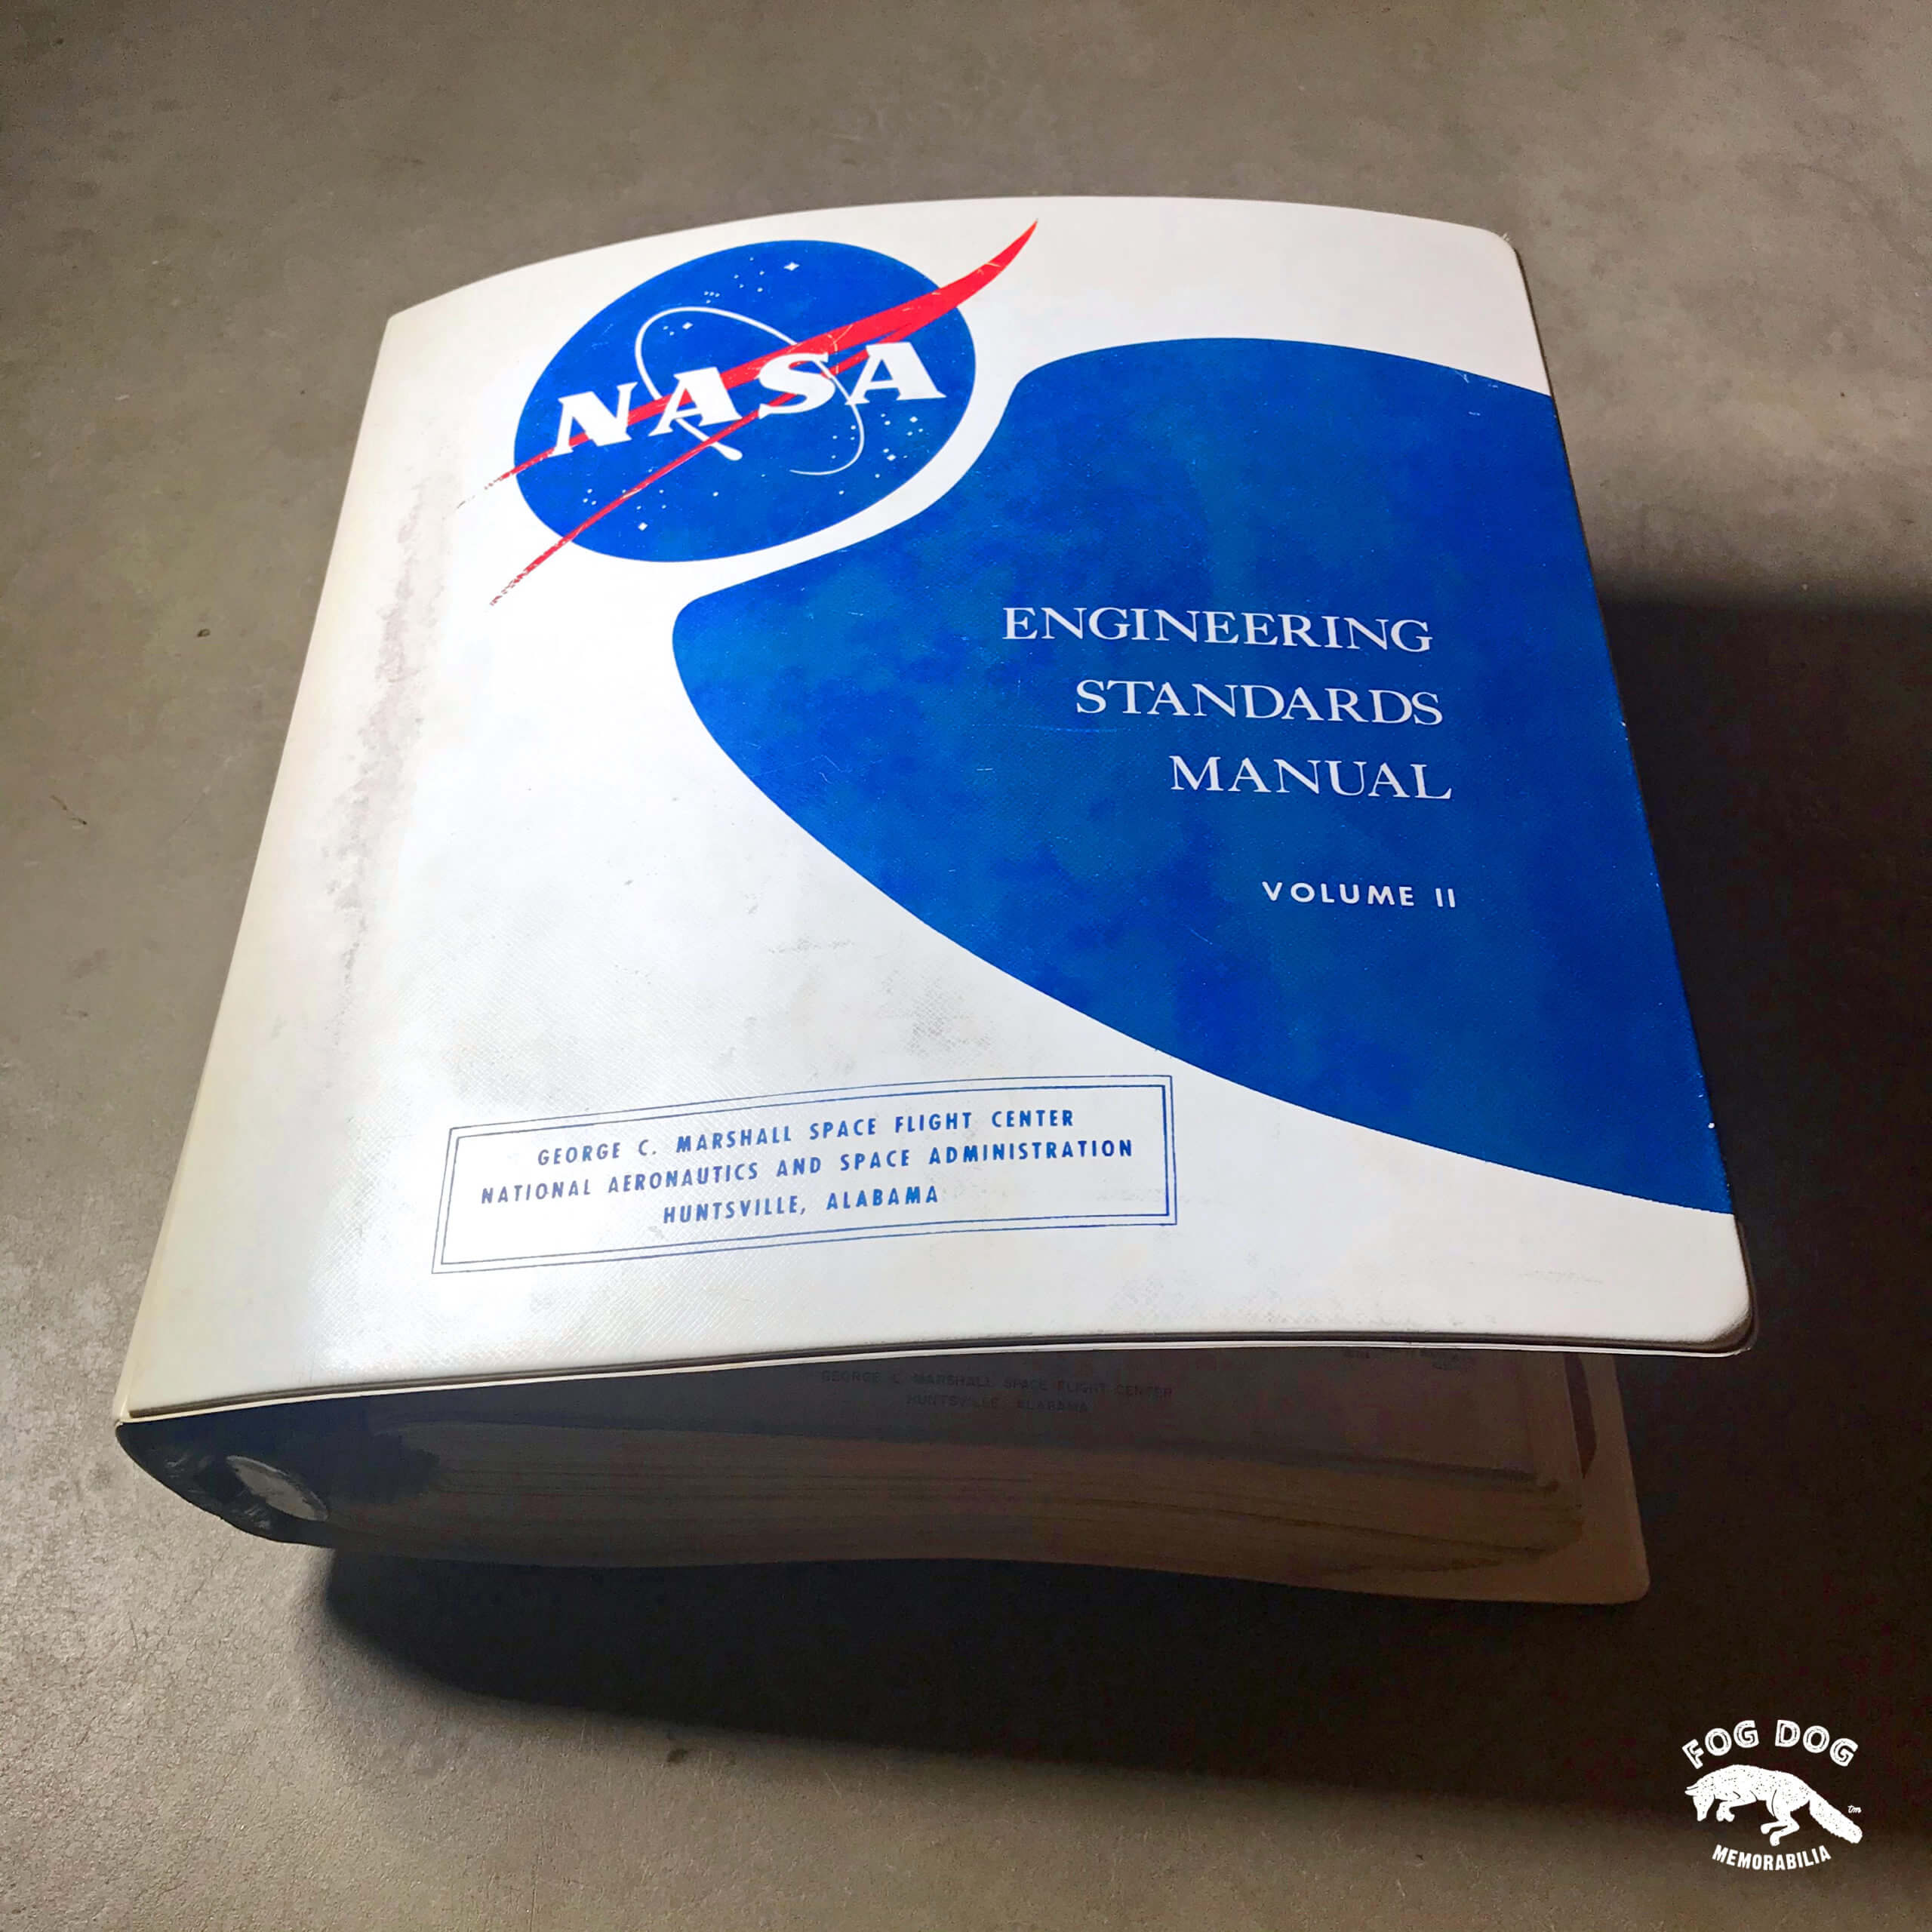 NASA
ENGINEERING
STANDARDS
MANUAL
VOLUME II
GEORGE C. MARSHALL SPACE FLIGHT CENTER
NATIONAL AERONAUTICS AND SPACE ADMINISTRATION
HUNTSVILLE, ALABAMA
GEORGE C. MARSHALL SPACE FLIGHT CENTER
HUNTSVILLE, ALABAMA
FOG DOG
TM
MEMORABILIA